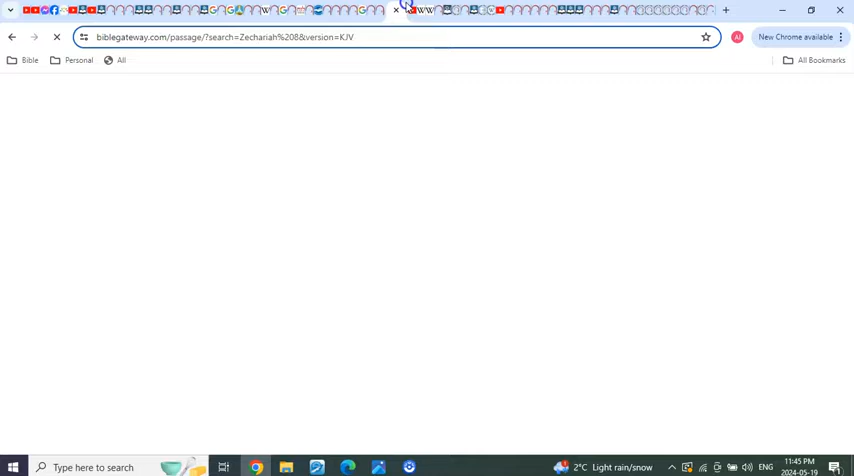 biblegateway.com/passage/?search=Zechariah%208&version=KJV
AI
New Chrome available
Bible
Personal
All
All Bookmarks
Type here to search
2°C Light rain/snow
ENG
11:45 PM
2024-05-19